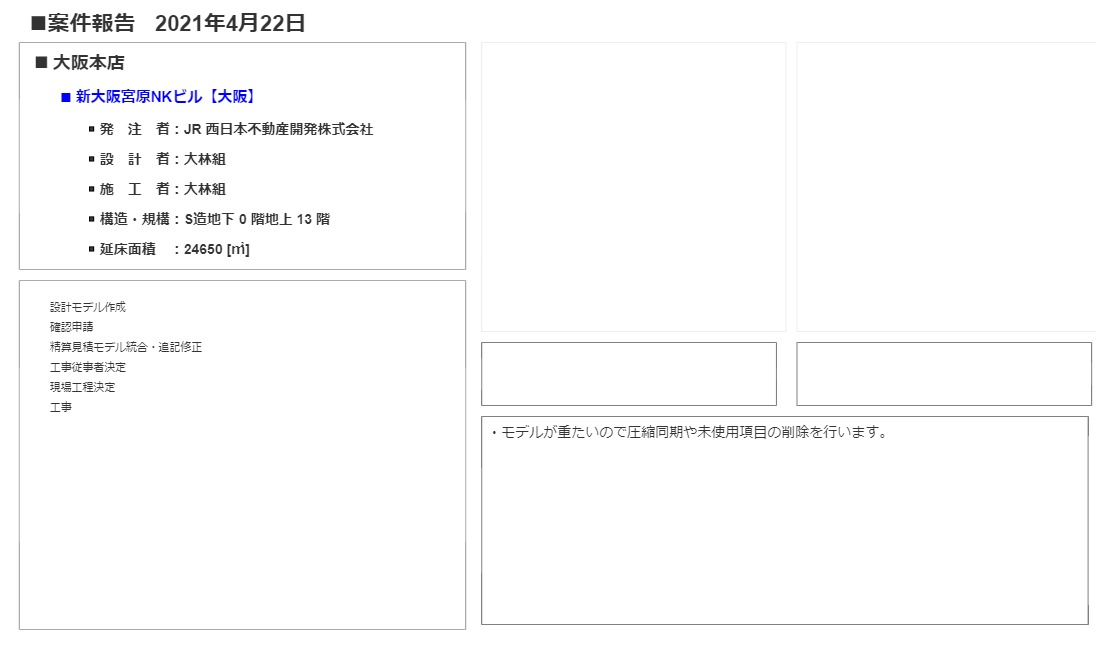 ■案件報告 2021年4月22日
■ 大阪本店
■ 新大阪宮原NKビル【大阪】
▪ 発　注　者：JR 西日本不動産開発株式会社
▪ 設　計　者：大林組
▪ 施　工　者：大林組
▪ 構造・規構：S造地下 0 階地上 13 階
▪ 延床面積　：24650 [㎡]
設計モデル作成
確認申請
精算見積モデル統合・追記修正
工事従事者決定
現場工程決定
工事
・モデルが重たいので圧縮同期や未使用項目の削除を行います。